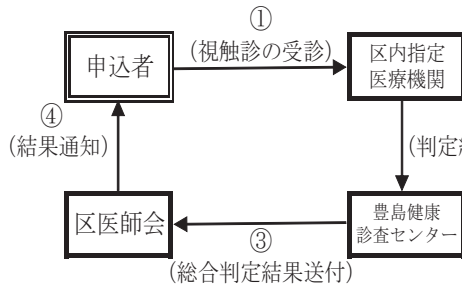 ①
(視触診の受診)
申込者
区内指定
医療機関
④
(結果通知)
(判定
区医師会
豊島健康
診査センター
③
(総合判定結果送付)